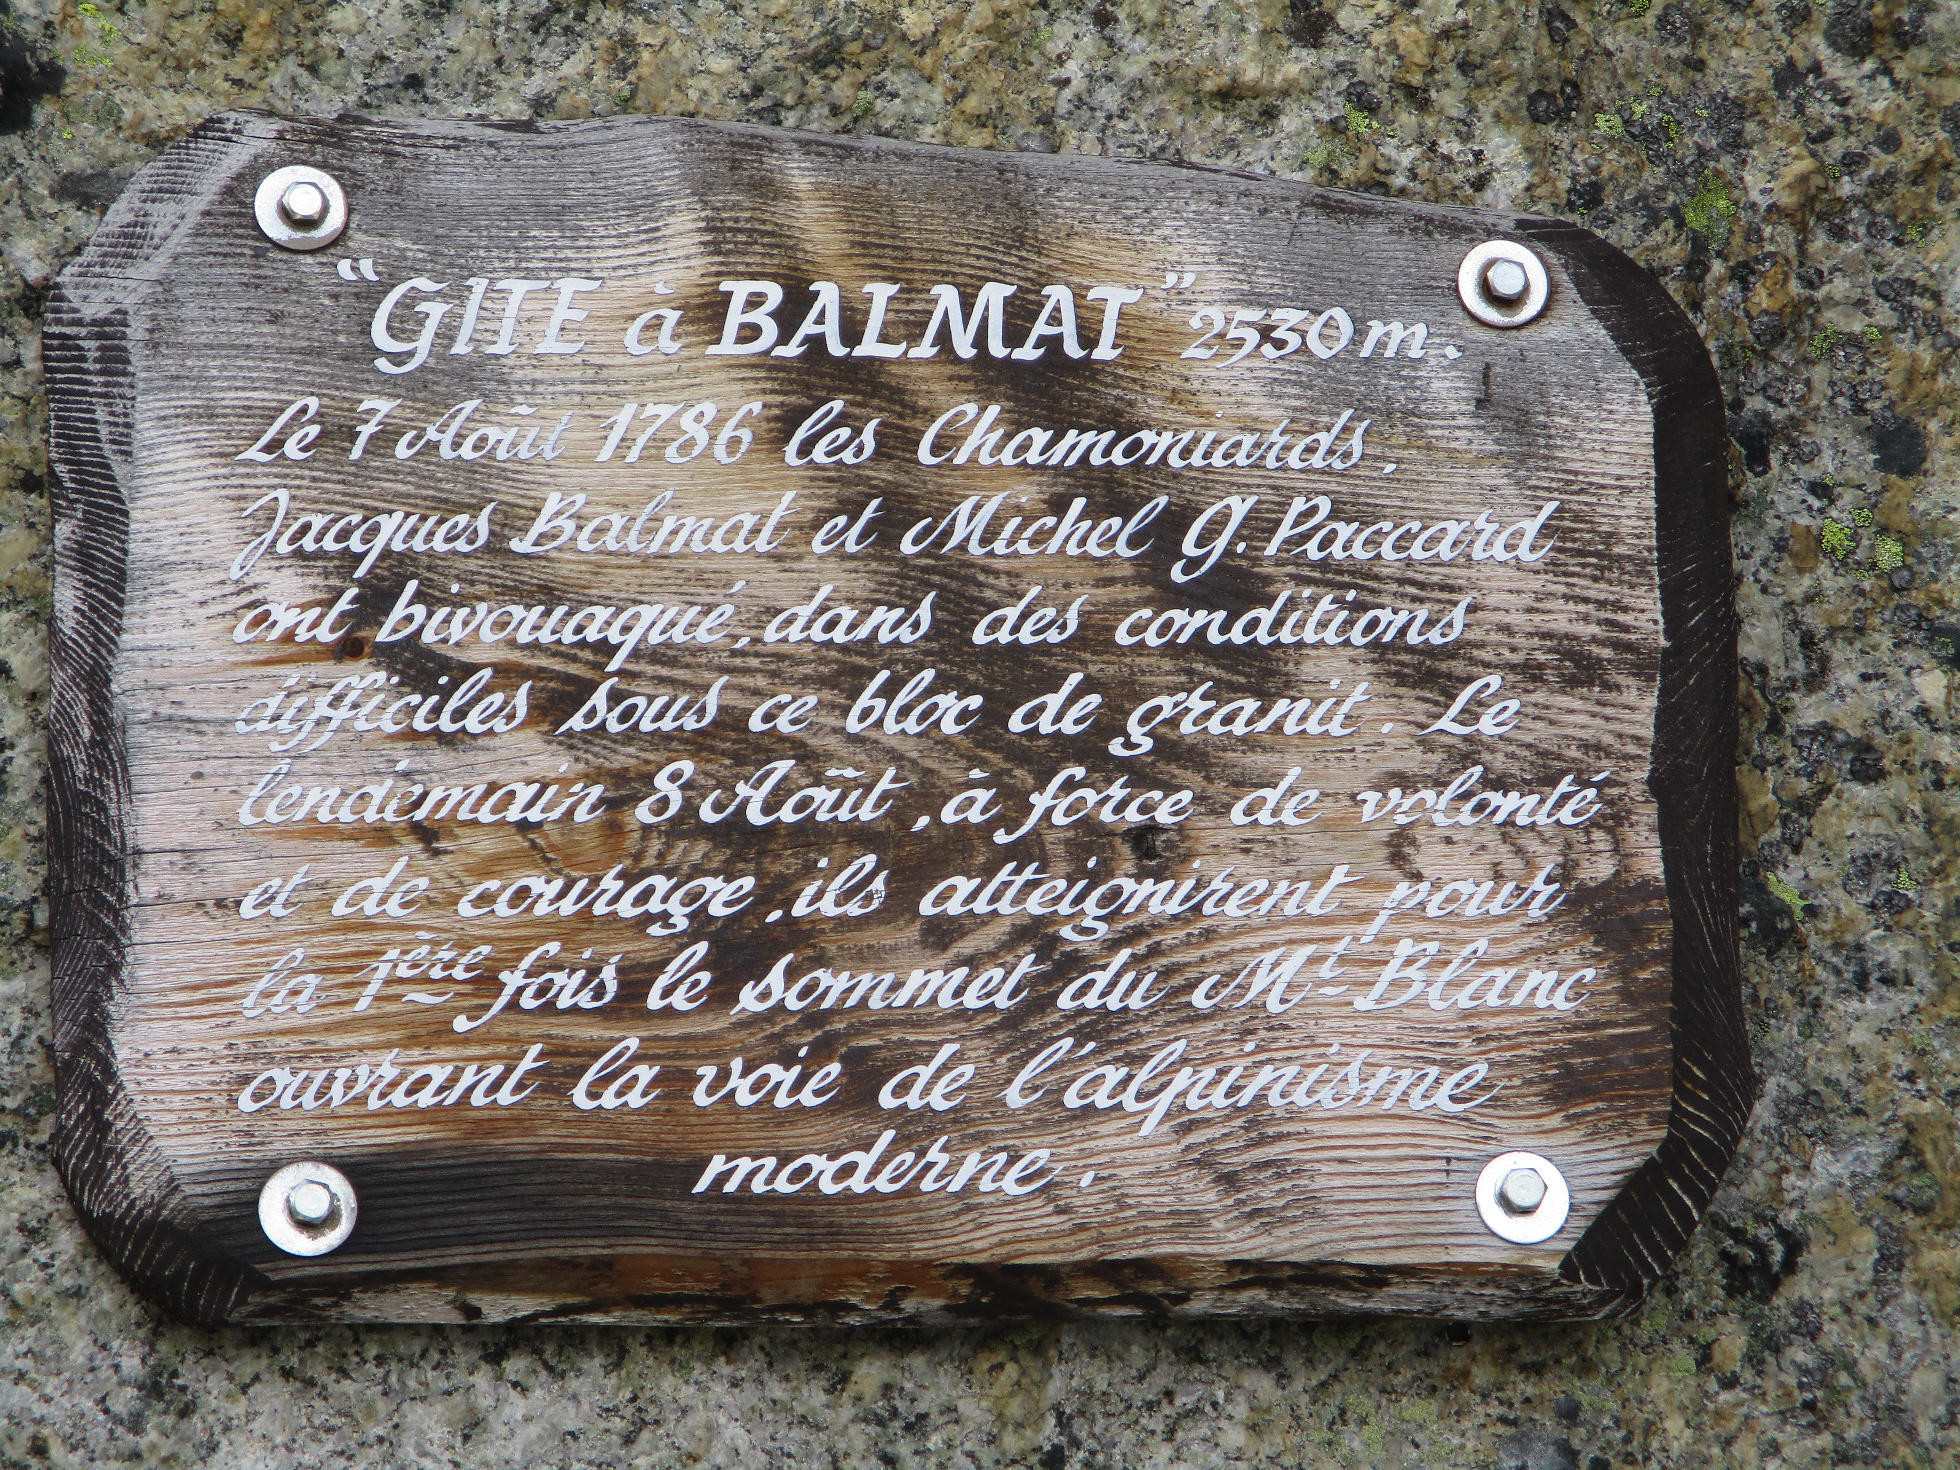 "GITE à BALMAT" 2530 m.
Le 7 Août 1786 les Chamoniards,
Jacques Balmat et Michel G. Paccard
ont bivouaqué, dans des conditions
difficiles sous ce bloc de granit. Le
lendemain 8 Août, à force de volonté
et de courage, ils atteignirent pour
la 1ère fois le sommet du Mt Blanc
ouvrant la voie de l'alpinisme
moderne.